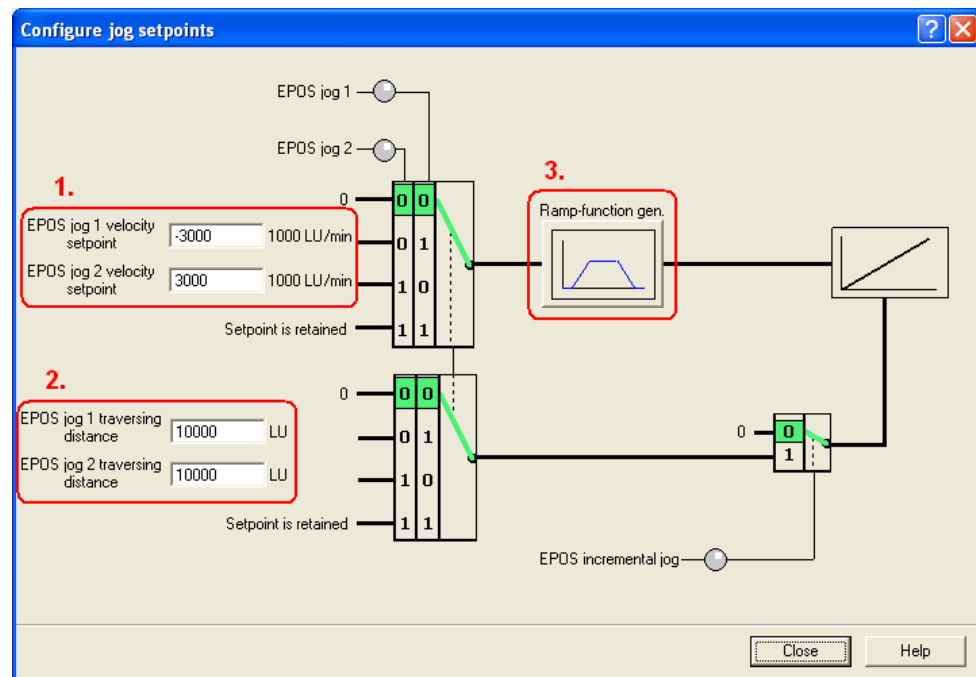 Configure jog setpoints
?
EPOS jog 1
EPOS jog 2
1.
EPOS jog 1 velocity
setpoint
-3000
1000 LU/min
EPOS jog 2 velocity
setpoint
3000
1000 LU/min
0
0 0
0 1
1 0
Setpoint is retained
1 1
3.
Ramp-function gen.
2.
EPOS jog 1 traversing
distance
10000
LU
EPOS jog 2 traversing
distance
10000
LU
0
0 0
0 1
1 0
Setpoint is retained
1 1
0
0
1
EPOS incremental jog
Close
Help